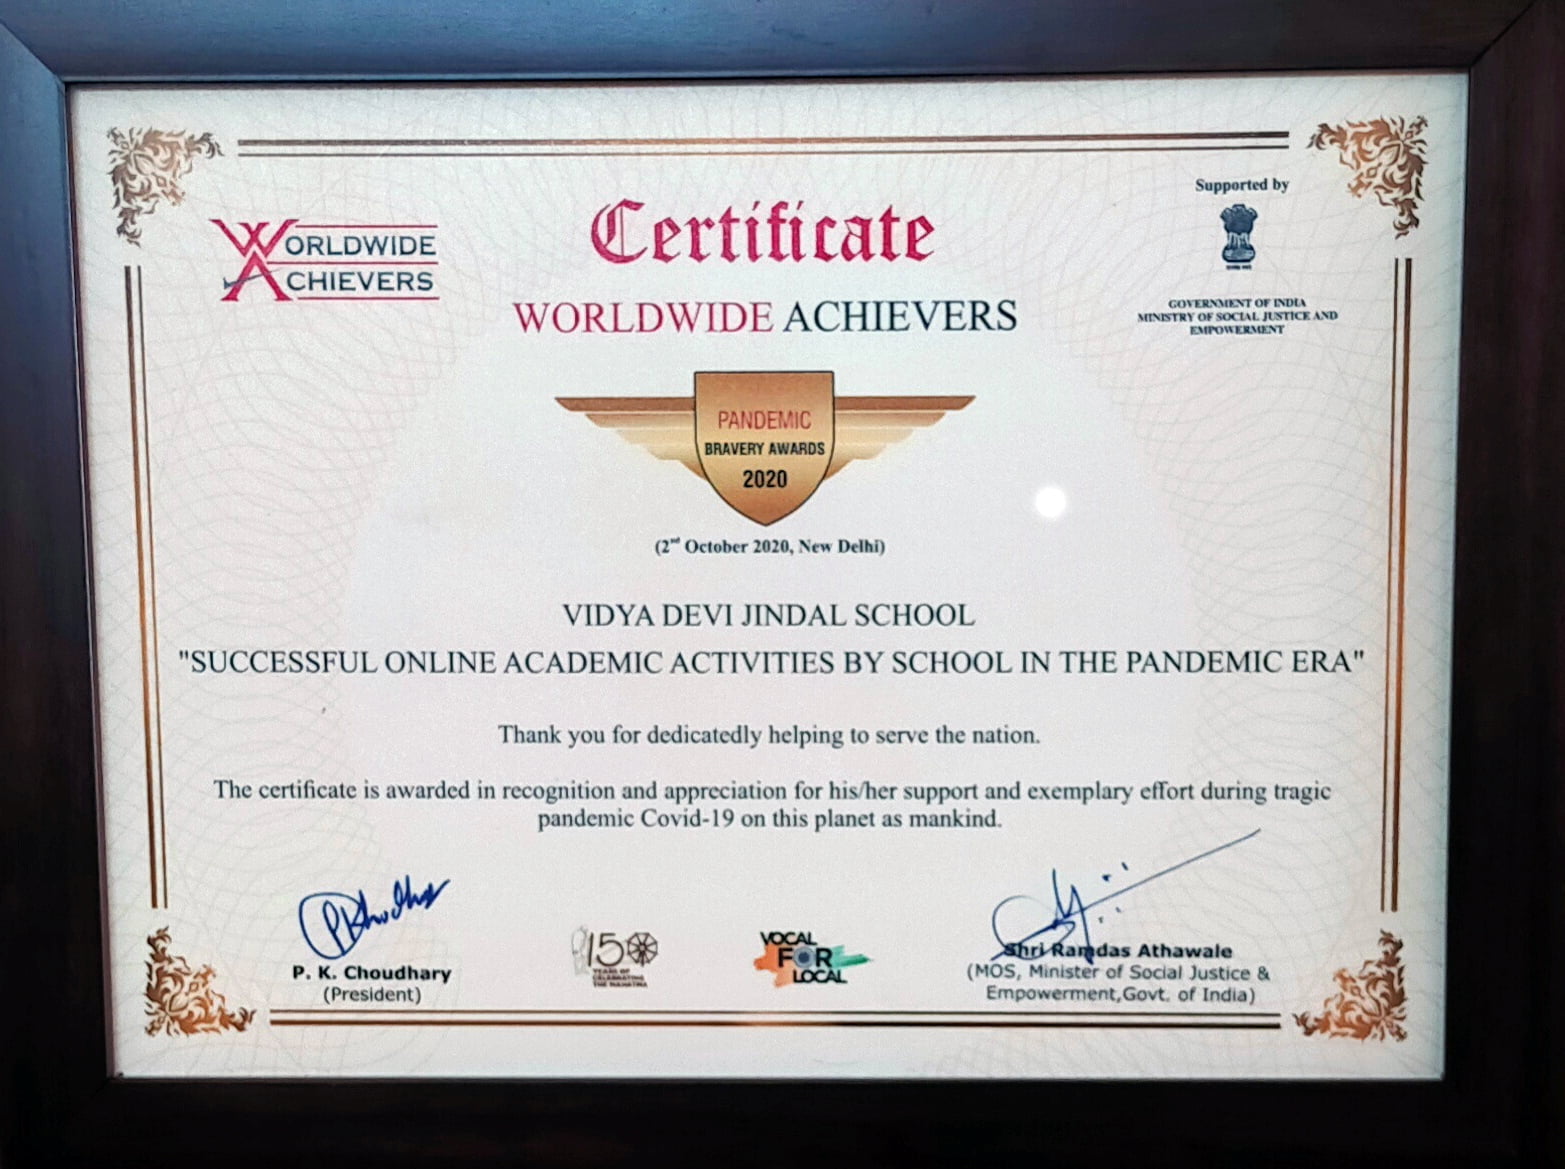 Supported by
Certificate
WORLDWIDE
ACHIEVERS
WORLDWIDE ACHIEVERS
GOVERNMENT OF INDIA
MINISTRY OF SOCIAL JUSTICE AND
EMPOWERMENT
PANDEMIC
BRAVERY AWARDS
2020
(2nd October 2020, New Delhi)
VIDYA DEVI JINDAL SCHOOL
"SUCCESSFUL ONLINE ACADEMIC ACTIVITIES BY SCHOOL IN THE PANDEMIC ERA"
Thank you for dedicatedly helping to serve the nation.
The certificate is awarded in recognition and appreciation for his/her support and exemplary effort during tragic
pandemic Covid-19 on this planet as mankind.
P. K. Choudhary
(President)
150
YEARS OF
CELEBRATING
THE MAHATMA
VOCAL
FOR
LOCAL
Shri Ramdas Athawale
(MOS, Minister of Social Justice &
Empowerment,Govt. of India)